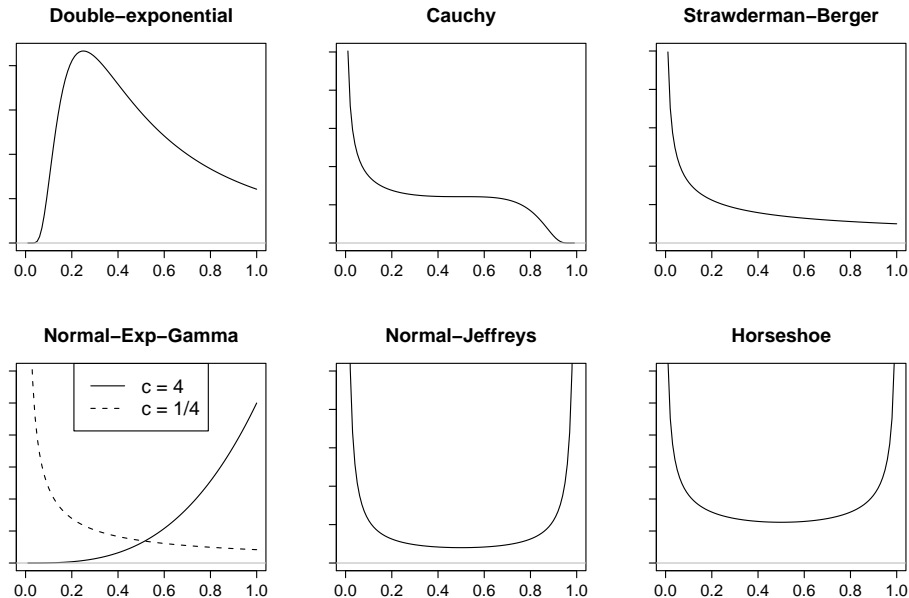 Double−exponential
Cauchy
Strawderman−Berger
0.0 0.2 0.4 0.6 0.8 1.0
0.0 0.2 0.4 0.6 0.8 1.0
0.0 0.2 0.4 0.6 0.8 1.0
Normal−Exp−Gamma
Normal−Jeffreys
Horseshoe
c = 4
c = 1/4
0.0 0.2 0.4 0.6 0.8 1.0
0.0 0.2 0.4 0.6 0.8 1.0
0.0 0.2 0.4 0.6 0.8 1.0